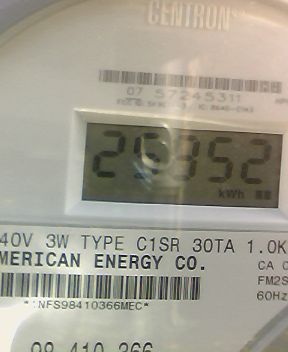 CENTRON
07 57245311
25952
kWh
40V 3W TYPE C1SR 30TA 1.0K
MERICAN ENERGY CO.
CA
FM2S
60Hz
*:NFS98410366MEC*
98 410 366